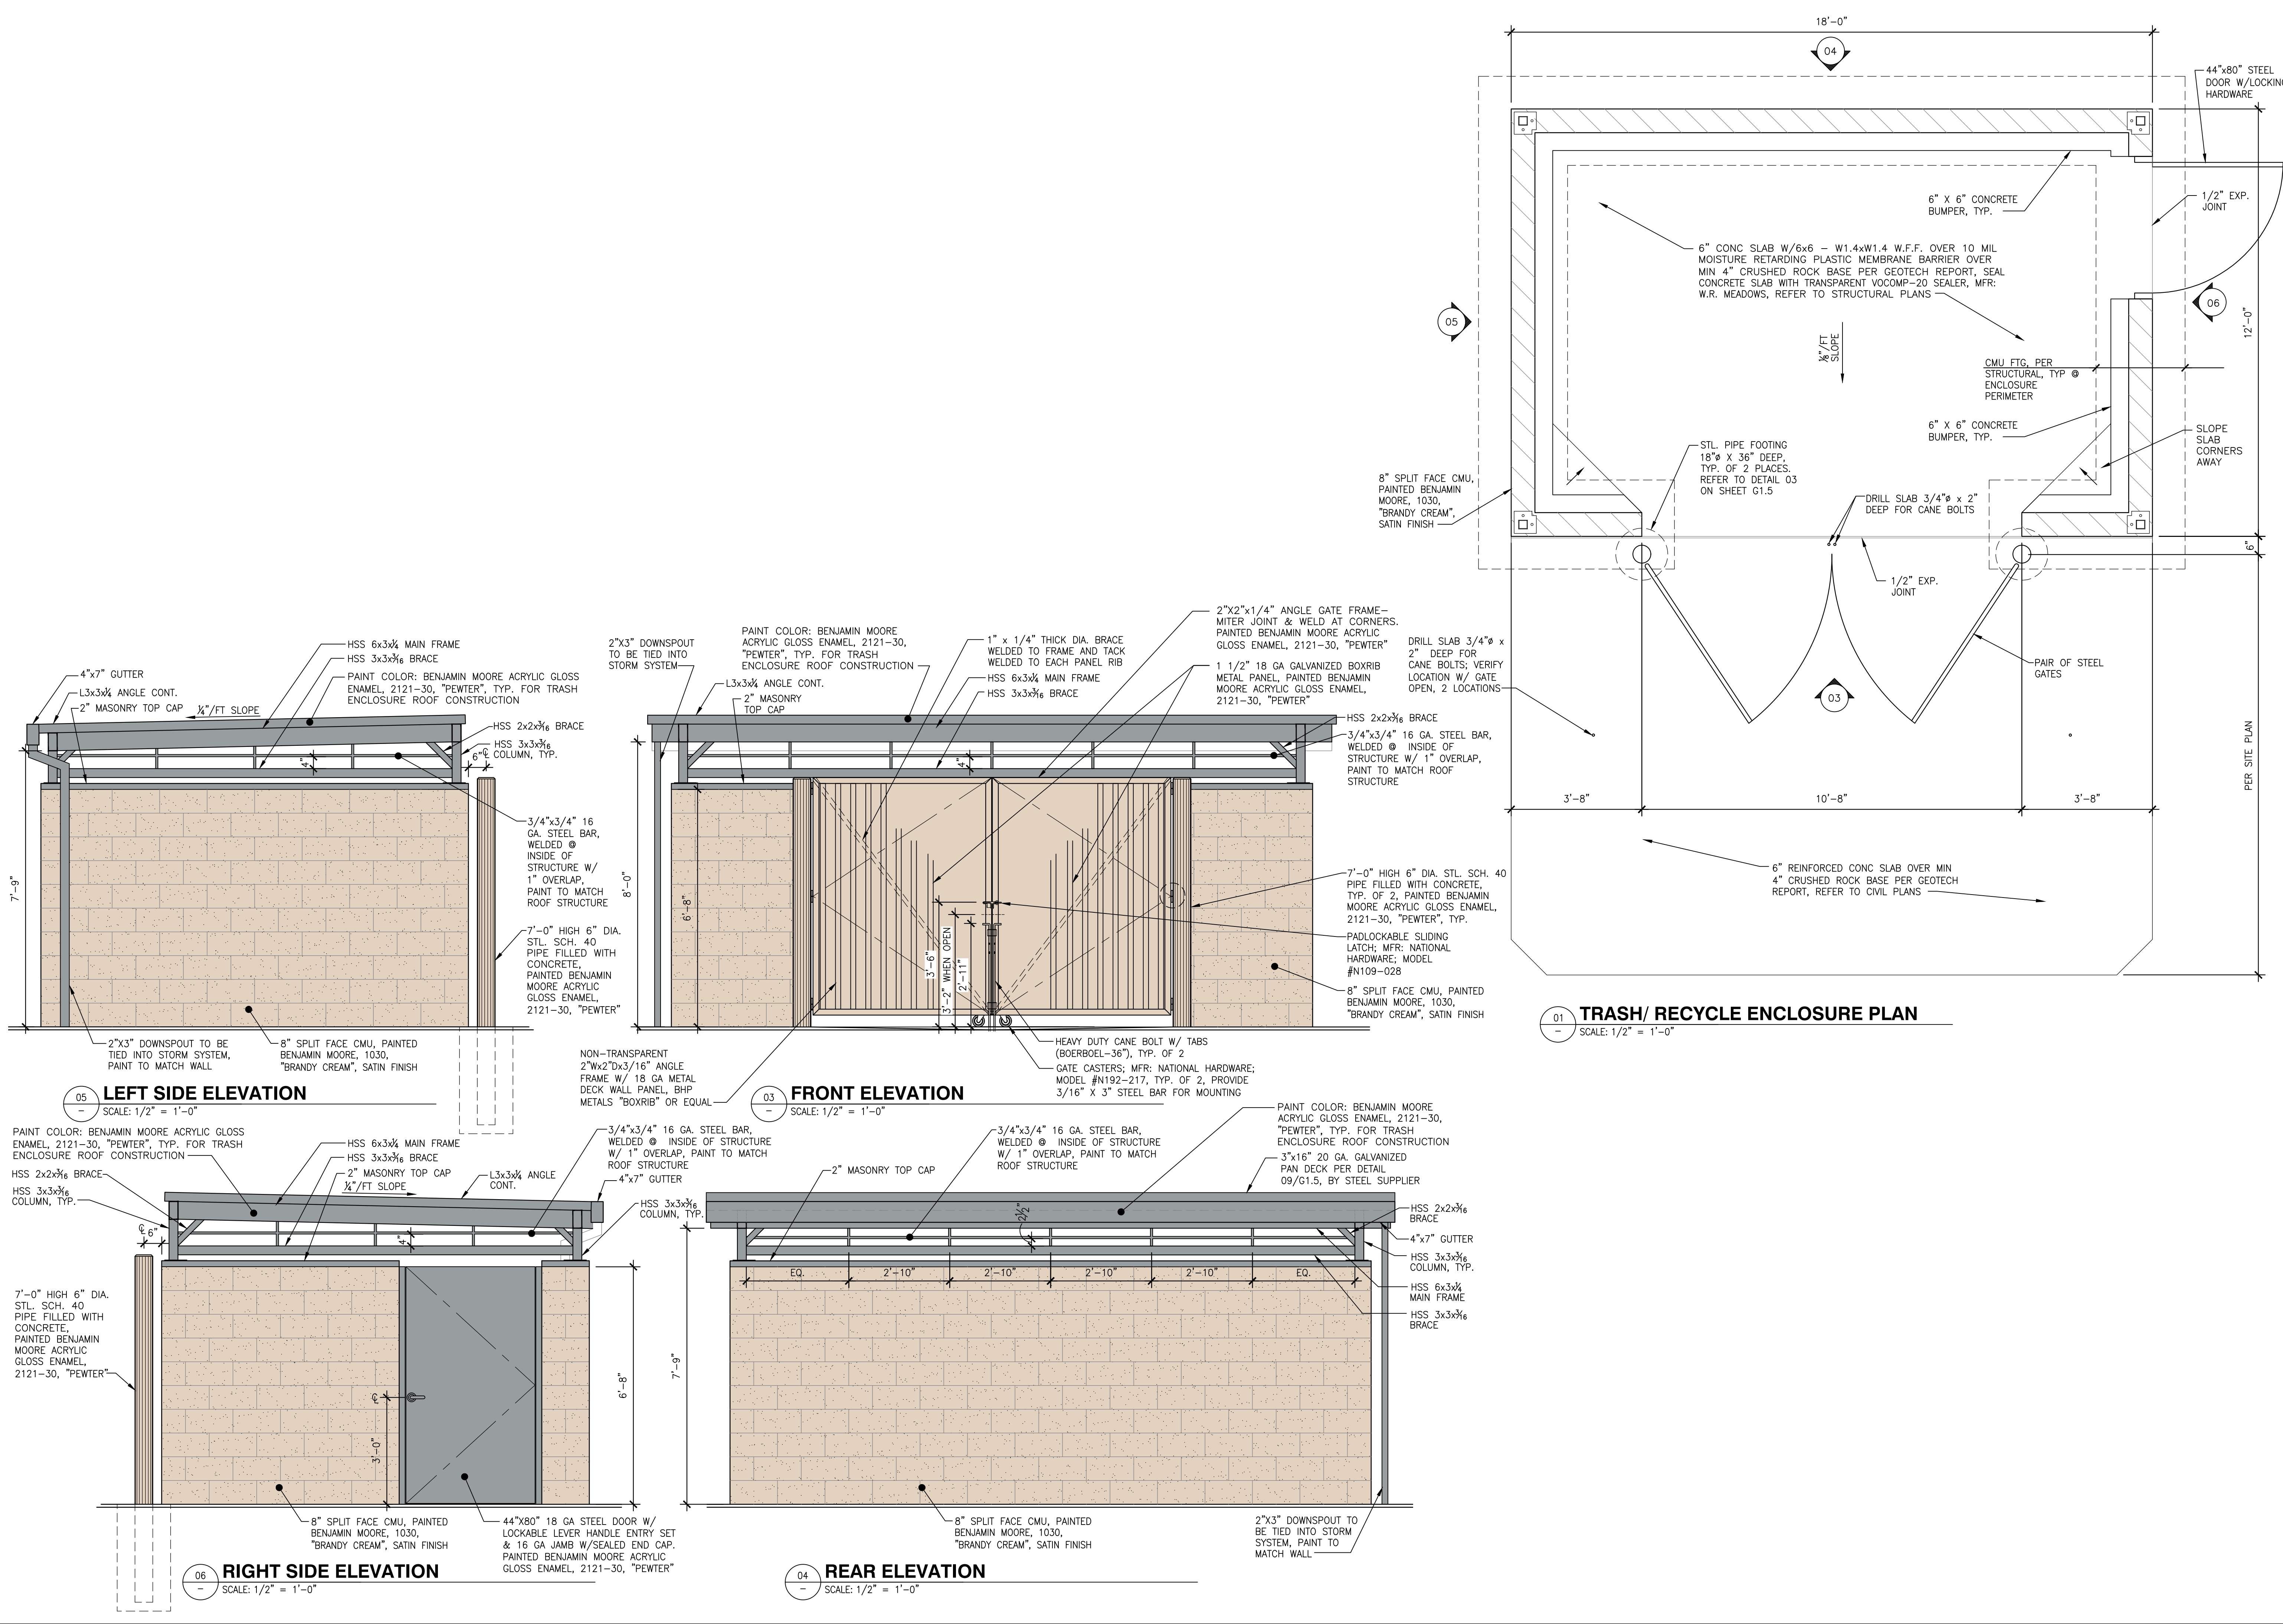 18'-0"
04
44"x80" STEEL
HARDWARE
6" X 6" CONCRETE
BUMPER, TYP.
1/2" EXP.
JOINT
6" CONC SLAB W/6x6 – W1.4xW1.4 W.F.F. OVER 10 MIL
MOISTURE RETARDING PLASTIC MEMBRANE BARRIER OVER
MIN 4" CRUSHED ROCK BASE PER GEOTECH REPORT, SEAL
CONCRETE SLAB WITH TRANSPARENT VOCOMP-20 SEALER, MFR:
W.R. MEADOWS, REFER TO STRUCTURAL PLANS
05
06
12'-0"
⅛"/FT
SLOPE
CMU FTG, PER
STRUCTURAL, TYP @
ENCLOSURE
PERIMETER
6" X 6" CONCRETE
BUMPER, TYP.
SLOPE
SLAB
CORNERS
AWAY
STL. PIPE FOOTING
18"ø X 36" DEEP,
TYP. OF 2 PLACES.
REFER TO DETAIL 03
ON SHEET G1.5
8" SPLIT FACE CMU,
PAINTED BENJAMIN
MOORE, 1030,
"BRANDY CREAM",
SATIN FINISH
DRILL SLAB 3/4"ø x 2"
DEEP FOR CANE BOLTS
6"
1/2" EXP.
JOINT
DRILL SLAB 3/4"ø x
2" DEEP FOR
CANE BOLTS; VERIFY
LOCATION W/ GATE
OPEN, 2 LOCATIONS
PAIR OF STEEL
GATES
03
PER SITE PLAN
3'-8"
10'-8"
3'-8"
6" REINFORCED CONC SLAB OVER MIN
4" CRUSHED ROCK BASE PER GEOTECH
REPORT, REFER TO CIVIL PLANS
01
–
TRASH/ RECYCLE ENCLOSURE PLAN
SCALE: 1/2" = 1'-0"
HSS 6x3x¼ MAIN FRAME
HSS 3x3x3⁄16 BRACE
4"x7" GUTTER
L3x3x¼ ANGLE CONT.
2" MASONRY TOP CAP
¼"/FT SLOPE
PAINT COLOR: BENJAMIN MOORE ACRYLIC GLOSS
ENAMEL, 2121-30, "PEWTER", TYP. FOR TRASH
ENCLOSURE ROOF CONSTRUCTION
HSS 2x2x3⁄16 BRACE
HSS 3x3x3⁄16
COLUMN, TYP.
4"
6"
℄
3/4"x3/4" 16
GA. STEEL BAR,
WELDED @
INSIDE OF
STRUCTURE W/
1" OVERLAP,
PAINT TO MATCH
ROOF STRUCTURE
7'-9"
7'-0" HIGH 6" DIA.
STL. SCH. 40
PIPE FILLED WITH
CONCRETE,
PAINTED BENJAMIN
MOORE ACRYLIC
GLOSS ENAMEL,
2121-30, "PEWTER"
2"X3" DOWNSPOUT TO BE
TIED INTO STORM SYSTEM,
PAINT TO MATCH WALL
8" SPLIT FACE CMU, PAINTED
BENJAMIN MOORE, 1030,
"BRANDY CREAM", SATIN FINISH
05
–
LEFT SIDE ELEVATION
SCALE: 1/2" = 1'-0"
2"X3" DOWNSPOUT
TO BE TIED INTO
STORM SYSTEM
PAINT COLOR: BENJAMIN MOORE
ACRYLIC GLOSS ENAMEL, 2121-30,
"PEWTER", TYP. FOR TRASH
ENCLOSURE ROOF CONSTRUCTION
L3x3x¼ ANGLE CONT.
2" MASONRY
TOP CAP
1" x 1/4" THICK DIA. BRACE
WELDED TO FRAME AND TACK
WELDED TO EACH PANEL RIB
HSS 6x3x¼ MAIN FRAME
HSS 3x3x3⁄16 BRACE
2"X2"x1/4" ANGLE GATE FRAME–
MITER JOINT & WELD AT CORNERS.
PAINTED BENJAMIN MOORE ACRYLIC
GLOSS ENAMEL, 2121-30, "PEWTER"
1 1/2" 18 GA GALVANIZED BOXRIB
METAL PANEL, PAINTED BENJAMIN
MOORE ACRYLIC GLOSS ENAMEL,
2121-30, "PEWTER"
HSS 2x2x3⁄16 BRACE
3/4"x3/4" 16 GA. STEEL BAR,
WELDED @ INSIDE OF
STRUCTURE W/ 1" OVERLAP,
PAINT TO MATCH ROOF
STRUCTURE
4"
8'-0"
6'-8"
3'-6"
3'-2" WHEN OPEN
2'-11"
7'-0" HIGH 6" DIA. STL. SCH. 40
PIPE FILLED WITH CONCRETE,
TYP. OF 2, PAINTED BENJAMIN
MOORE ACRYLIC GLOSS ENAMEL,
2121-30, "PEWTER", TYP.
PADLOCKABLE SLIDING
LATCH; MFR: NATIONAL
HARDWARE; MODEL
#N109-028
8" SPLIT FACE CMU, PAINTED
BENJAMIN MOORE, 1030,
"BRANDY CREAM", SATIN FINISH
NON-TRANSPARENT
2"Wx2"Dx3/16" ANGLE
FRAME W/ 18 GA METAL
DECK WALL PANEL, BHP
METALS "BOXRIB" OR EQUAL
HEAVY DUTY CANE BOLT W/ TABS
(BOERBOEL-36"), TYP. OF 2
GATE CASTERS; MFR: NATIONAL HARDWARE;
MODEL #N192-217, TYP. OF 2, PROVIDE
3/16" X 3" STEEL BAR FOR MOUNTING
03
–
FRONT ELEVATION
SCALE: 1/2" = 1'-0"
PAINT COLOR: BENJAMIN MOORE ACRYLIC GLOSS
ENAMEL, 2121-30, "PEWTER", TYP. FOR TRASH
ENCLOSURE ROOF CONSTRUCTION
HSS 2x2x3⁄16 BRACE
HSS 3x3x3⁄16
COLUMN, TYP.
HSS 6x3x¼ MAIN FRAME
HSS 3x3x3⁄16 BRACE
2" MASONRY TOP CAP
¼"/FT SLOPE
L3x3x¼ ANGLE
CONT.
3/4"x3/4" 16 GA. STEEL BAR,
WELDED @ INSIDE OF STRUCTURE
W/ 1" OVERLAP, PAINT TO MATCH
ROOF STRUCTURE
4"x7" GUTTER
HSS 3x3x3⁄16
COLUMN, TYP.
℄
6"
4"
7'-0" HIGH 6" DIA.
STL. SCH. 40
PIPE FILLED WITH
CONCRETE,
PAINTED BENJAMIN
MOORE ACRYLIC
GLOSS ENAMEL,
2121-30, "PEWTER"
℄
3'-0"
6'-8"
8" SPLIT FACE CMU, PAINTED
BENJAMIN MOORE, 1030,
"BRANDY CREAM", SATIN FINISH
44"X80" 18 GA STEEL DOOR W/
LOCKABLE LEVER HANDLE ENTRY SET
& 16 GA JAMB W/SEALED END CAP.
PAINTED BENJAMIN MOORE ACRYLIC
GLOSS ENAMEL, 2121-30, "PEWTER"
06
–
RIGHT SIDE ELEVATION
SCALE: 1/2" = 1'-0"
2" MASONRY TOP CAP
3/4"x3/4" 16 GA. STEEL BAR,
WELDED @ INSIDE OF STRUCTURE
W/ 1" OVERLAP, PAINT TO MATCH
ROOF STRUCTURE
PAINT COLOR: BENJAMIN MOORE
ACRYLIC GLOSS ENAMEL, 2121-30,
"PEWTER", TYP. FOR TRASH
ENCLOSURE ROOF CONSTRUCTION
3"x16" 20 GA. GALVANIZED
PAN DECK PER DETAIL
09/G1.5, BY STEEL SUPPLIER
HSS 2x2x3⁄16
BRACE
4"x7" GUTTER
HSS 3x3x3⁄16
COLUMN, TYP.
HSS 6x3x¼
MAIN FRAME
HSS 3x3x3⁄16
BRACE
2½"
EQ.
2'-10"
2'-10"
2'-10"
2'-10"
EQ.
7'-9"
8" SPLIT FACE CMU, PAINTED
BENJAMIN MOORE, 1030,
"BRANDY CREAM", SATIN FINISH
2"X3" DOWNSPOUT TO
BE TIED INTO STORM
SYSTEM, PAINT TO
MATCH WALL
04
–
REAR ELEVATION
SCALE: 1/2" = 1'-0"